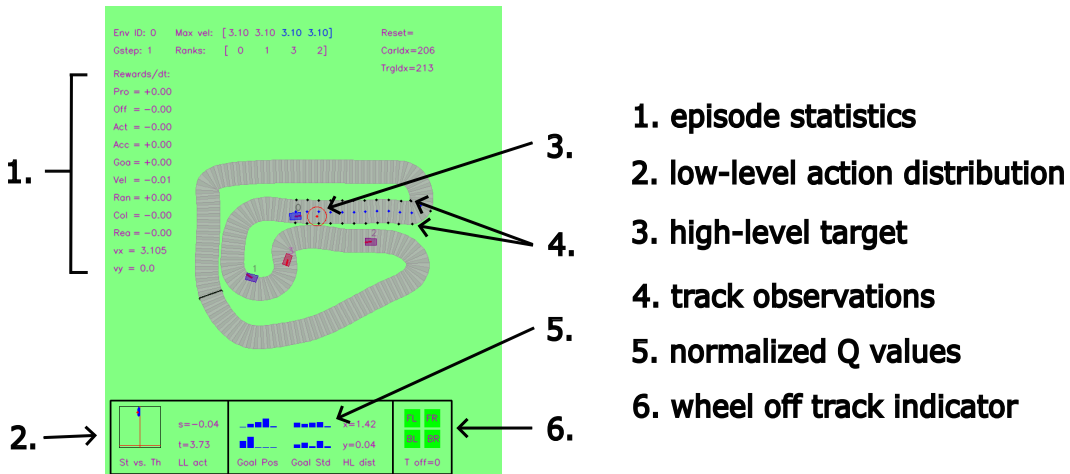 Env ID: 0 Max vel: [3.10 3.10 3.10 3.10] Reset=
Gstep: 1 Ranks: [ 0 1 3 2] CarIdx=206
TrgIdx=213
Rewards/dt:
Pro = +0.00
Off = −0.00
Act = −0.00
Acc = +0.00
Goa = +0.00
Vel = −0.01
Ran = +0.00
Col = −0.00
Rea = −0.00
vx = 3.105
vy = 0.0
1.
0
2
1
3.
4.
5.
6.
2.
s=−0.04
t=3.73
St vs. Th LL act
x=1.42
y=0.04
Goal Pos Goal Std HL dist
FL FR
BL BR
T off=0
1. episode statistics
2. low-level action distribution
3. high-level target
4. track observations
5. normalized Q values
6. wheel off track indicator